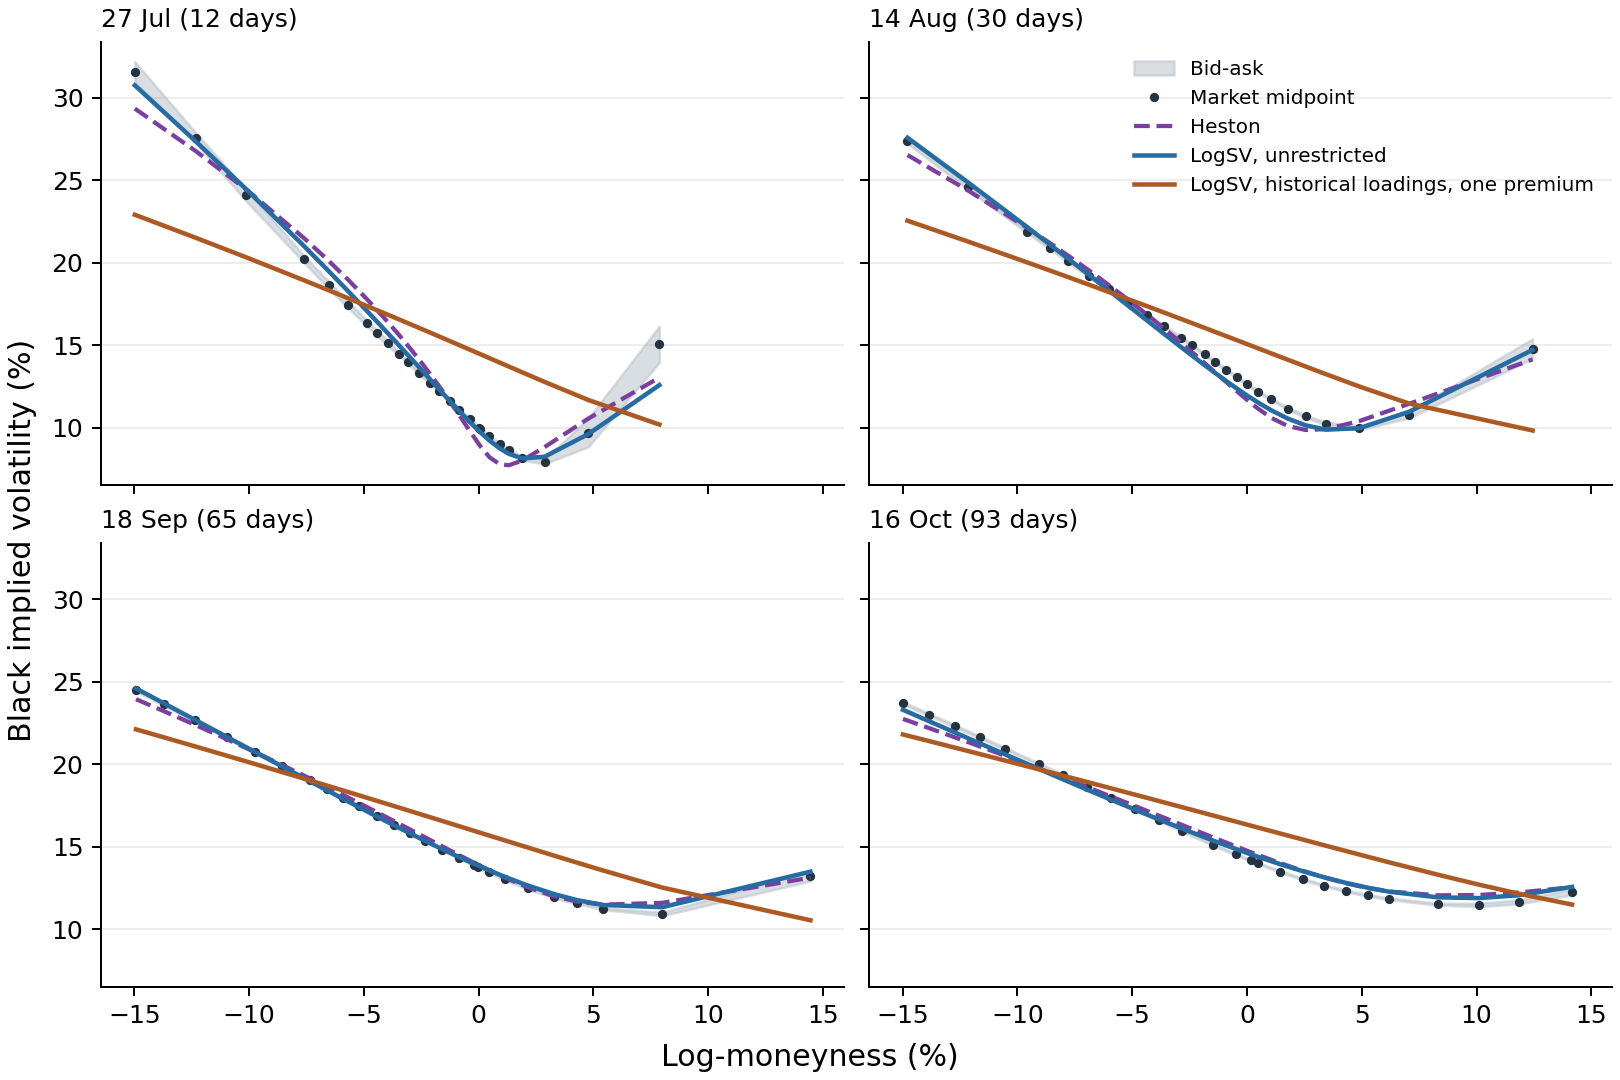 27 Jul (12 days)
14 Aug (30 days)
Bid-ask
Market midpoint
Heston
LogSV, unrestricted
LogSV, historical loadings, one premium
30
25
20
15
10
18 Sep (65 days)
16 Oct (93 days)
30
25
20
15
10
−15 −10 −5 0 5 10 15
−15 −10 −5 0 5 10 15
Black implied volatility (%)
Log-moneyness (%)